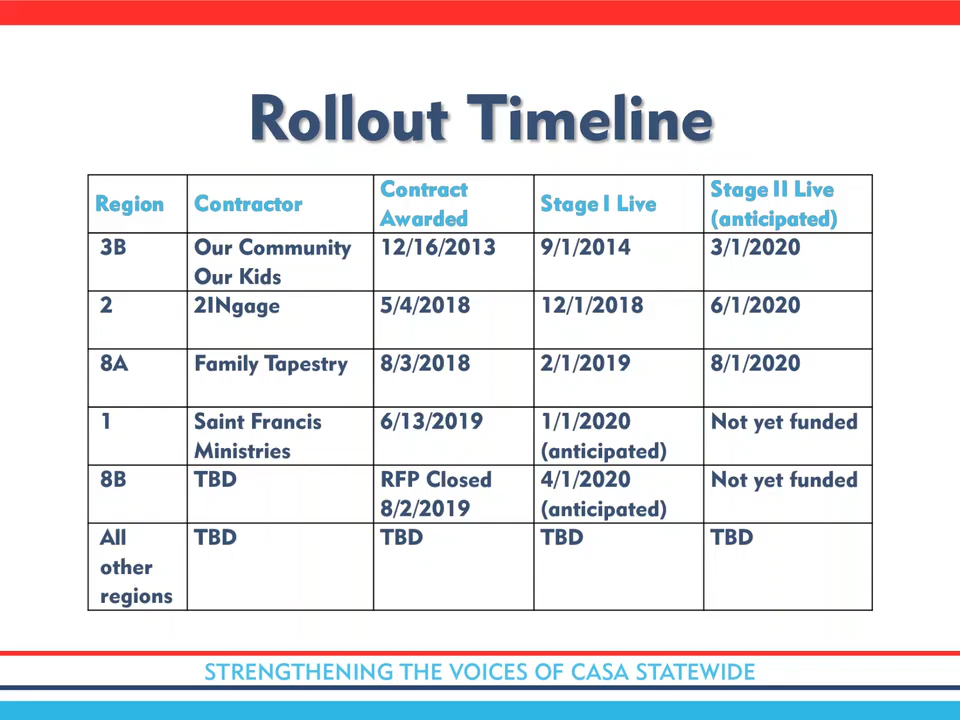 Rollout Timeline
Region Contractor Contract Awarded Stage I Live Stage II Live (anticipated)
3B Our Community Our Kids 12/16/2013 9/1/2014 3/1/2020
2 2INgage 5/4/2018 12/1/2018 6/1/2020
8A Family Tapestry 8/3/2018 2/1/2019 8/1/2020
1 Saint Francis Ministries 6/13/2019 1/1/2020 (anticipated) Not yet funded
8B TBD RFP Closed 8/2/2019 4/1/2020 (anticipated) Not yet funded
All other regions TBD TBD TBD TBD
STRENGTHENING THE VOICES OF CASA STATEWIDE